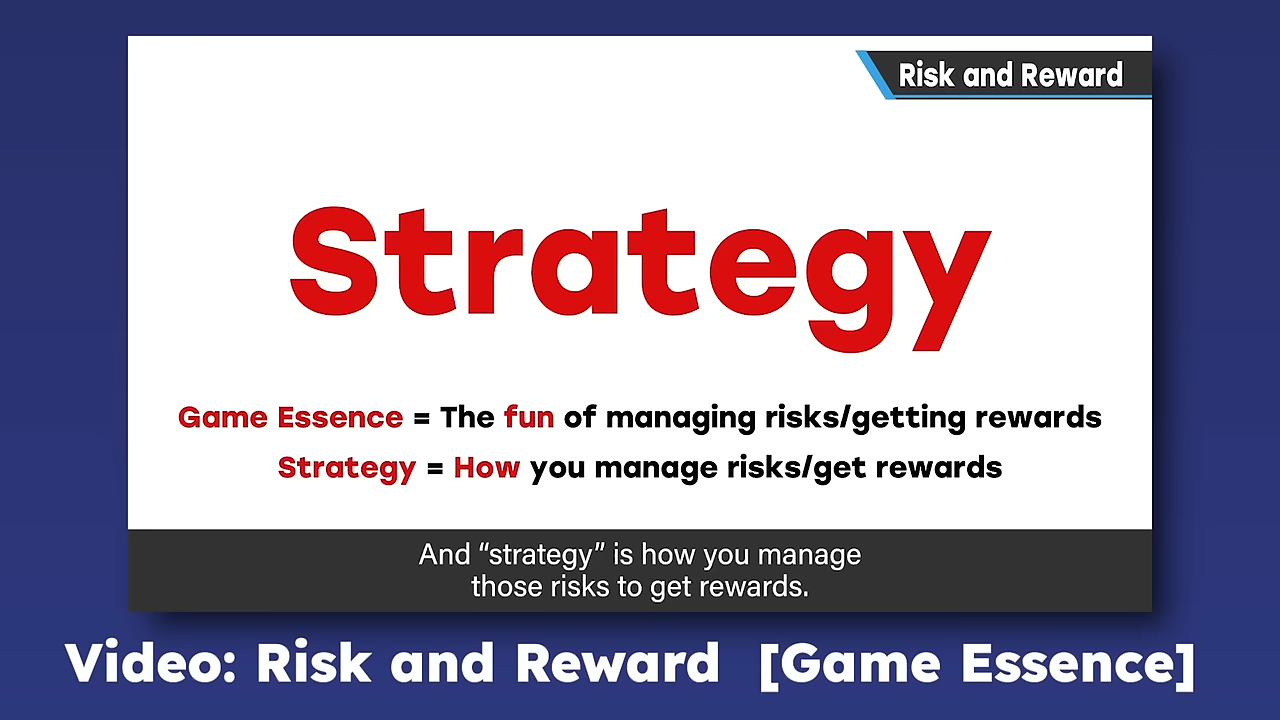 Risk and Reward
Strategy
Game Essence = The fun of managing risks/getting rewards
Strategy = How you manage risks/get rewards
And “strategy” is how you manage
those risks to get rewards.
Video: Risk and Reward [Game Essence]